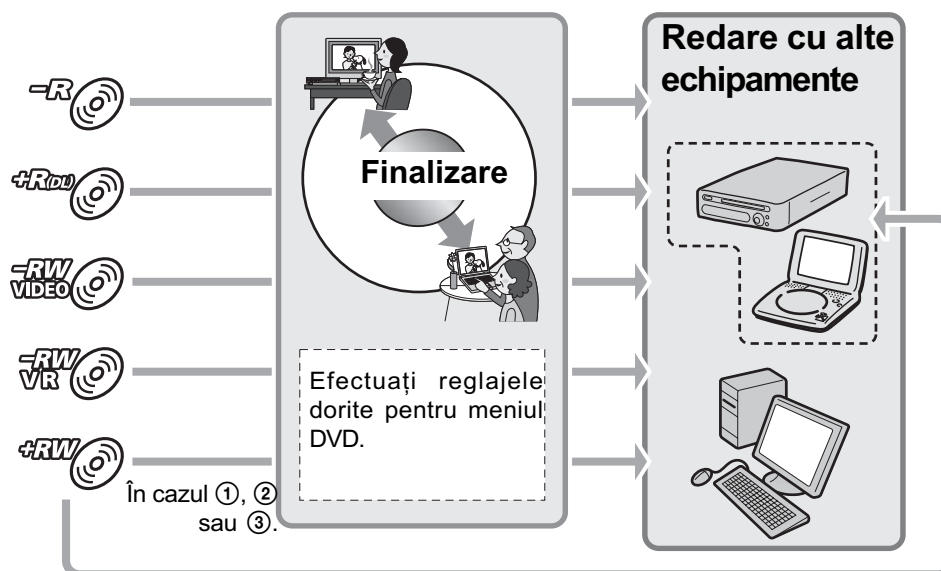 Redare cu alte
echipamente
-R
Finalizare
+R(DL)
-RW
VIDEO
-RW
VR
Efectuați reglajele
dorite pentru meniul
DVD.
+RW
În cazul ①, ②
sau ③.